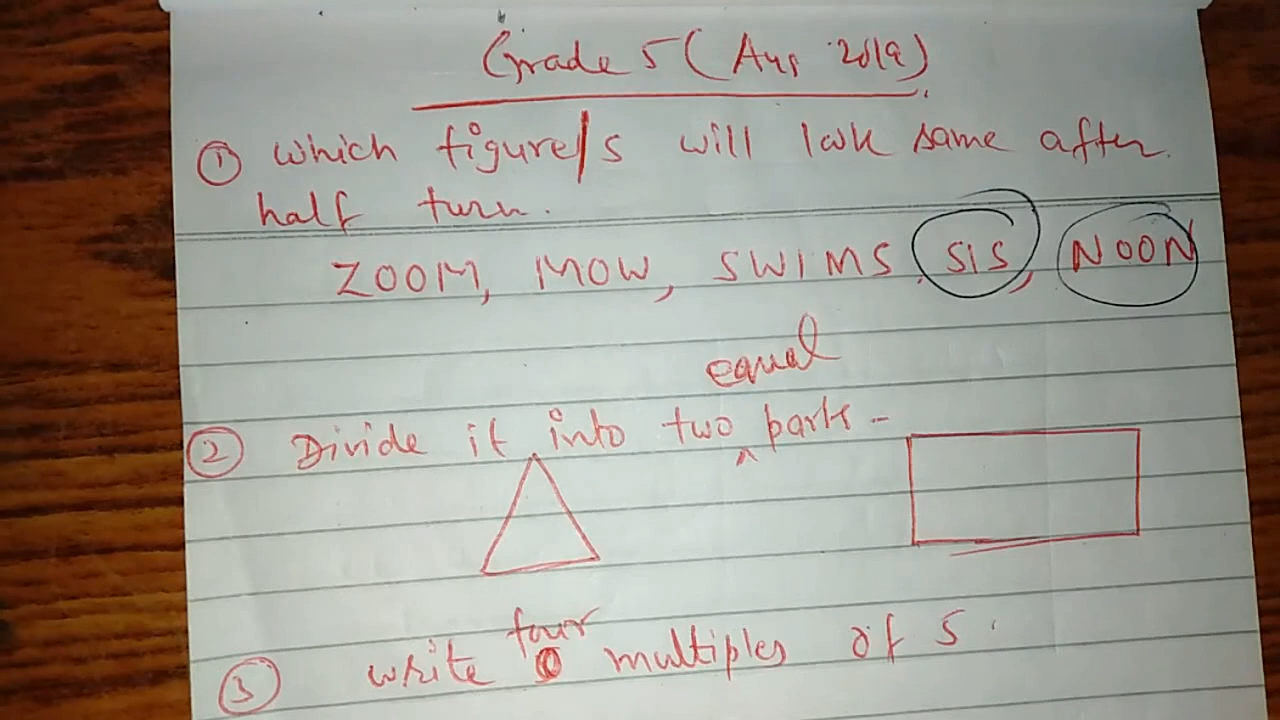 Grade 5 (Aug 2019)
① which figure/s will look same after
half turn.
ZOOM, MOW, SWIMS, SIS, NOON
equal
② Divide it into two ^ parts -
four
③ write multiples of 5.